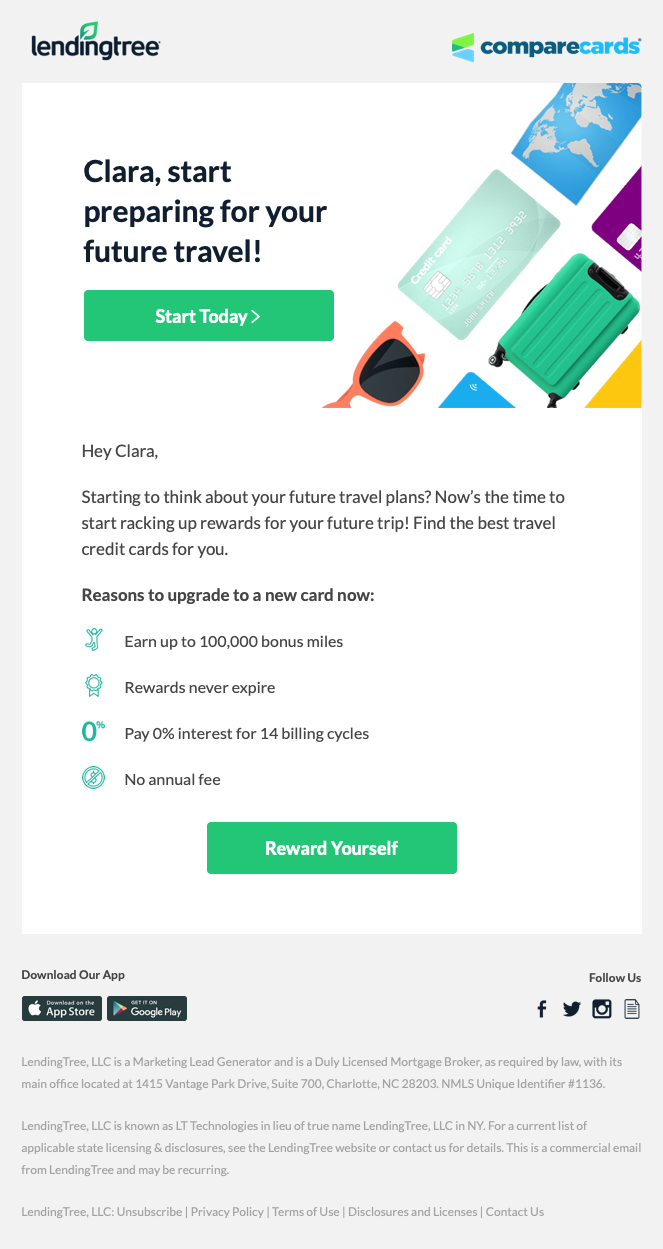 lendingtree
comparecards
Clara, start
preparing for your
future travel!
Start Today >
Credit card
JOHN SMITH
Hey Clara,
Starting to think about your future travel plans? Now's the time to
start racking up rewards for your future trip! Find the best travel
credit cards for you.
Reasons to upgrade to a new card now:
Earn up to 100,000 bonus miles
Rewards never expire
0% Pay 0% interest for 14 billing cycles
No annual fee
Reward Yourself
Download Our App
Follow Us
Download on the
App Store
GET IT ON
Google Play
LendingTree, LLC is a Marketing Lead Generator and is a Duly Licensed Mortgage Broker, as required by law, with its
main office located at 1415 Vantage Park Drive, Suite 700, Charlotte, NC 28203. NMLS Unique Identifier #1136.
LendingTree, LLC is known as LT Technologies in lieu of true name LendingTree, LLC in NY. For a current list of
applicable state licensing & disclosures, see the LendingTree website or contact us for details. This is a commercial email
from LendingTree and may be recurring.
LendingTree, LLC: Unsubscribe | Privacy Policy | Terms of Use | Disclosures and Licenses | Contact Us